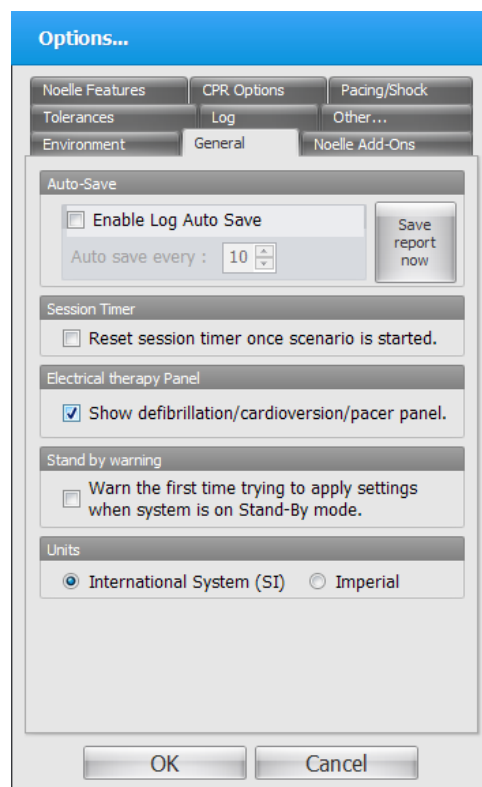 Options...
Noelle Features
CPR Options
Pacing/Shock
Tolerances
Log
Other...
Environment
General
Noelle Add-Ons
Auto-Save
Enable Log Auto Save
Auto save every : 10
Save
report
now
Session Timer
Reset session timer once scenario is started.
Electrical therapy Panel
Show defibrillation/cardioversion/pacer panel.
Stand by warning
Warn the first time trying to apply settings
when system is on Stand-By mode.
Units
International System (SI)
Imperial
OK
Cancel